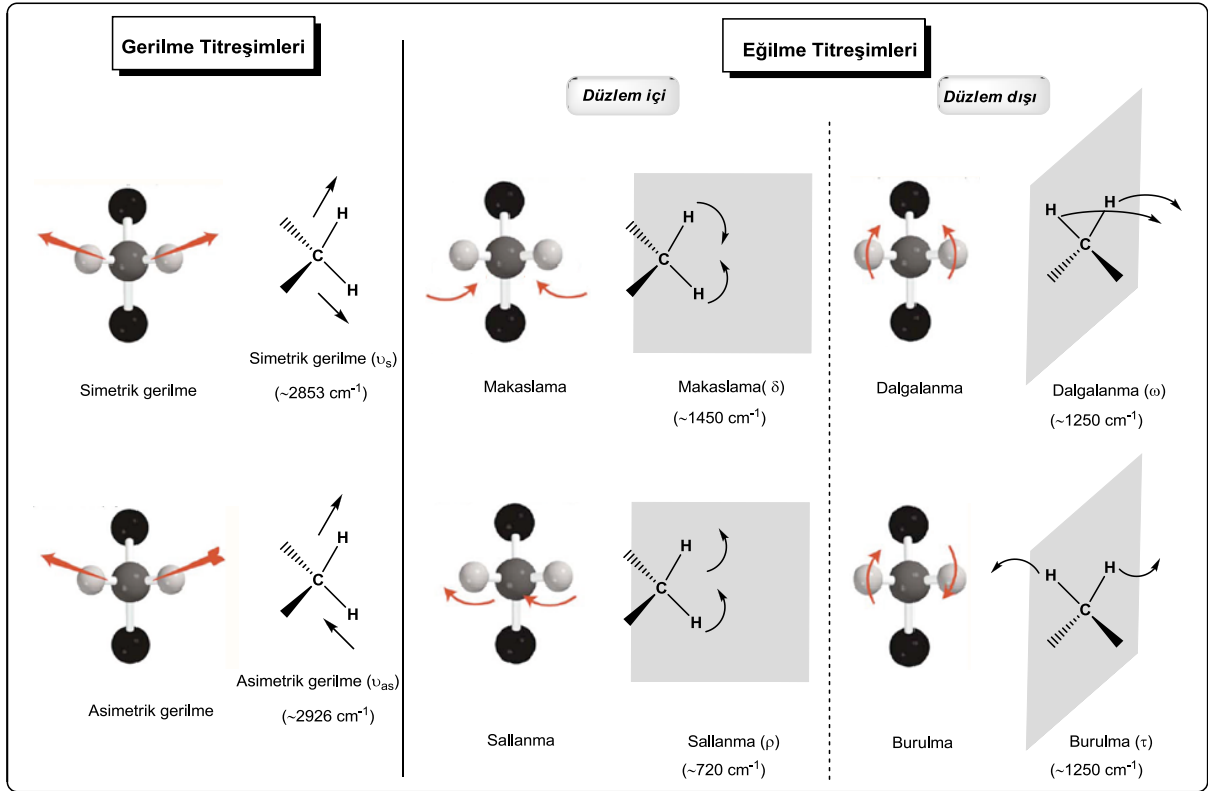 Gerilme Titreşimleri
Eğilme Titreşimleri
Düzlem içi
Düzlem dışı
H
C
H
Simetrik gerilme
Simetrik gerilme (υs)
(~2853 cm-1)
H
C
H
Makaslama
Makaslama( δ)
(~1450 cm-1)
H
H
C
Dalgalanma
Dalgalanma (ω)
(~1250 cm-1)
H
C
H
Asimetrik gerilme
Asimetrik gerilme (υas)
(~2926 cm-1)
H
C
H
Sallanma
Sallanma (ρ)
(~720 cm-1)
H
H
C
Burulma
Burulma (τ)
(~1250 cm-1)